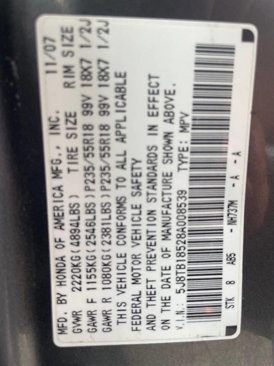 MFD. BY HONDA OF AMERICA MFG., INC. 11/07
GVWR 2220KG(4894LBS) TIRE SIZE RIM SIZE
GAWR F 1155KG(2546LBS)P235/55R18 99V 18X7 1/2J
GAWR R 1080KG(2381LBS)P235/55R18 99V 18X7 1/2J
THIS VEHICLE CONFORMS TO ALL APPLICABLE
FEDERAL MOTOR VEHICLE SAFETY
AND THEFT PREVENTION STANDARDS IN EFFECT
ON THE DATE OF MANUFACTURE SHOWN ABOVE.
V.I.N.: 5J8TB18528A008539 TYPE: MPV
STK B ABS - NH737M - A - A